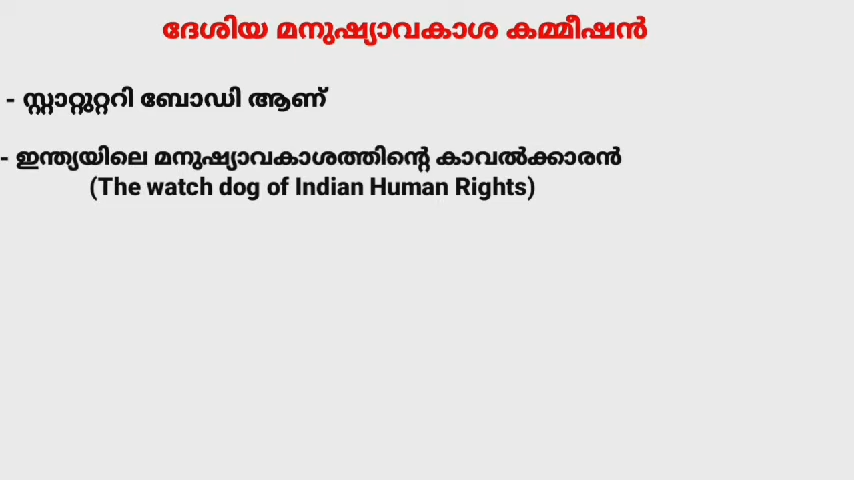 ദേശിയ മനുഷ്യാവകാശ കമ്മീഷൻ
- സ്റ്റാറ്റുറ്ററി ബോഡി ആണ്
- ഇന്ത്യയിലെ മനുഷ്യാവകാശത്തിന്റെ കാവൽക്കാരൻ
(The watch dog of Indian Human Rights)